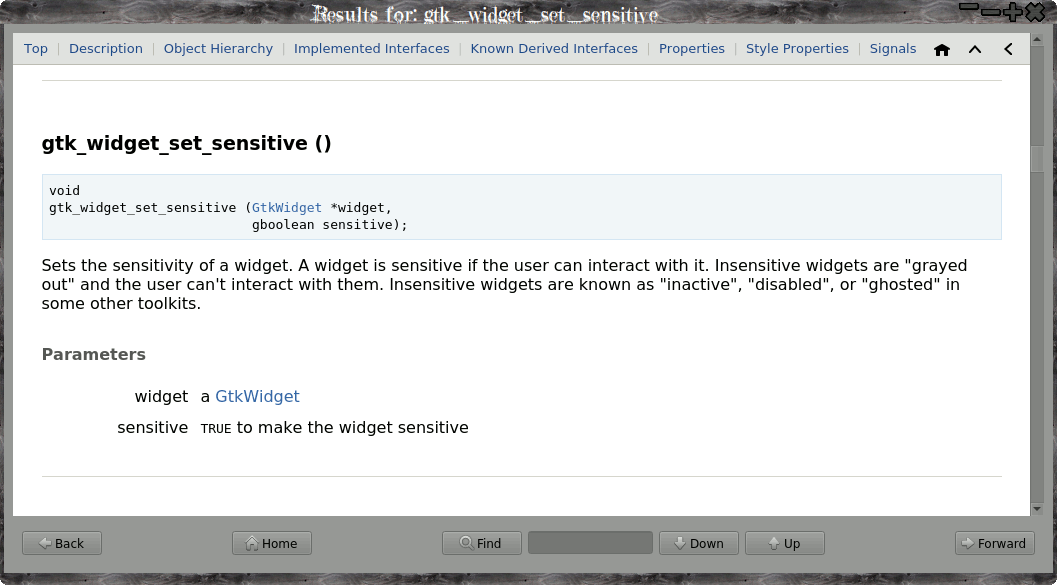 Results for: gtk_widget_set_sensitive
Top | Description | Object Hierarchy | Implemented Interfaces | Known Derived Interfaces | Properties | Style Properties | Signals
gtk_widget_set_sensitive ()
void
gtk_widget_set_sensitive (GtkWidget *widget,
                          gboolean sensitive);
Sets the sensitivity of a widget. A widget is sensitive if the user can interact with it. Insensitive widgets are "grayed
out" and the user can't interact with them. Insensitive widgets are known as "inactive", "disabled", or "ghosted" in
some other toolkits.
Parameters
widget a GtkWidget
sensitive TRUE to make the widget sensitive
Back Home Find Down Up Forward